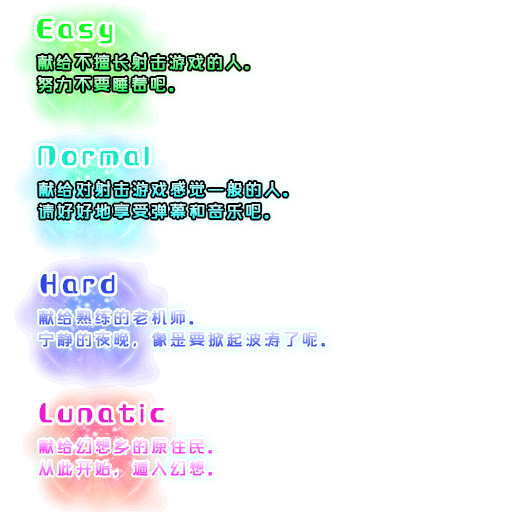 Easy
献给不擅长射击游戏的人。
努力不要睡着吧。
Normal
献给对射击游戏感觉一般的人。
请好好地享受弹幕和音乐吧。
Hard
献给熟练的老机师。
宁静的夜晚，像是要掀起波涛了呢。
Lunatic
献给幻想乡的原住民。
从此开始，遁入幻想。